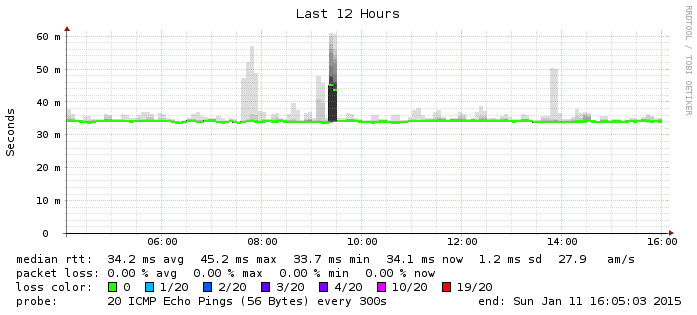 Last 12 Hours
RRDTOOL / TOBI OETIKER
Seconds
60 m
50 m
40 m
30 m
20 m
10 m
0
06:00 08:00 10:00 12:00 14:00 16:00
median rtt: 34.2 ms avg 45.2 ms max 33.7 ms min 34.1 ms now 1.2 ms sd 27.9 am/s
packet loss: 0.00 % avg 0.00 % max 0.00 % min 0.00 % now
loss color: 0 1/20 2/20 3/20 4/20 10/20 19/20
probe: 20 ICMP Echo Pings (56 Bytes) every 300s end: Sun Jan 11 16:05:03 2015